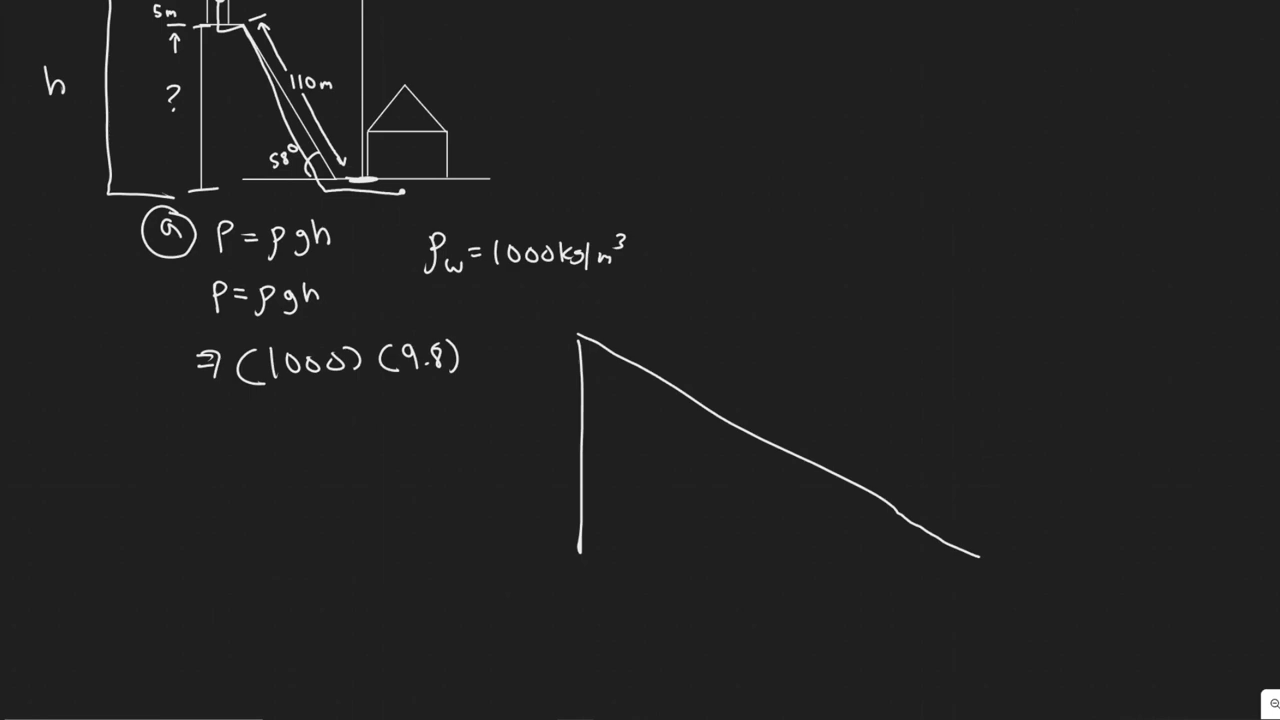 5m
h
?
110m
58°
a P = ρgh
ρw = 1000kg/m³
P = ρgh
⇒ (1000) (9.8)